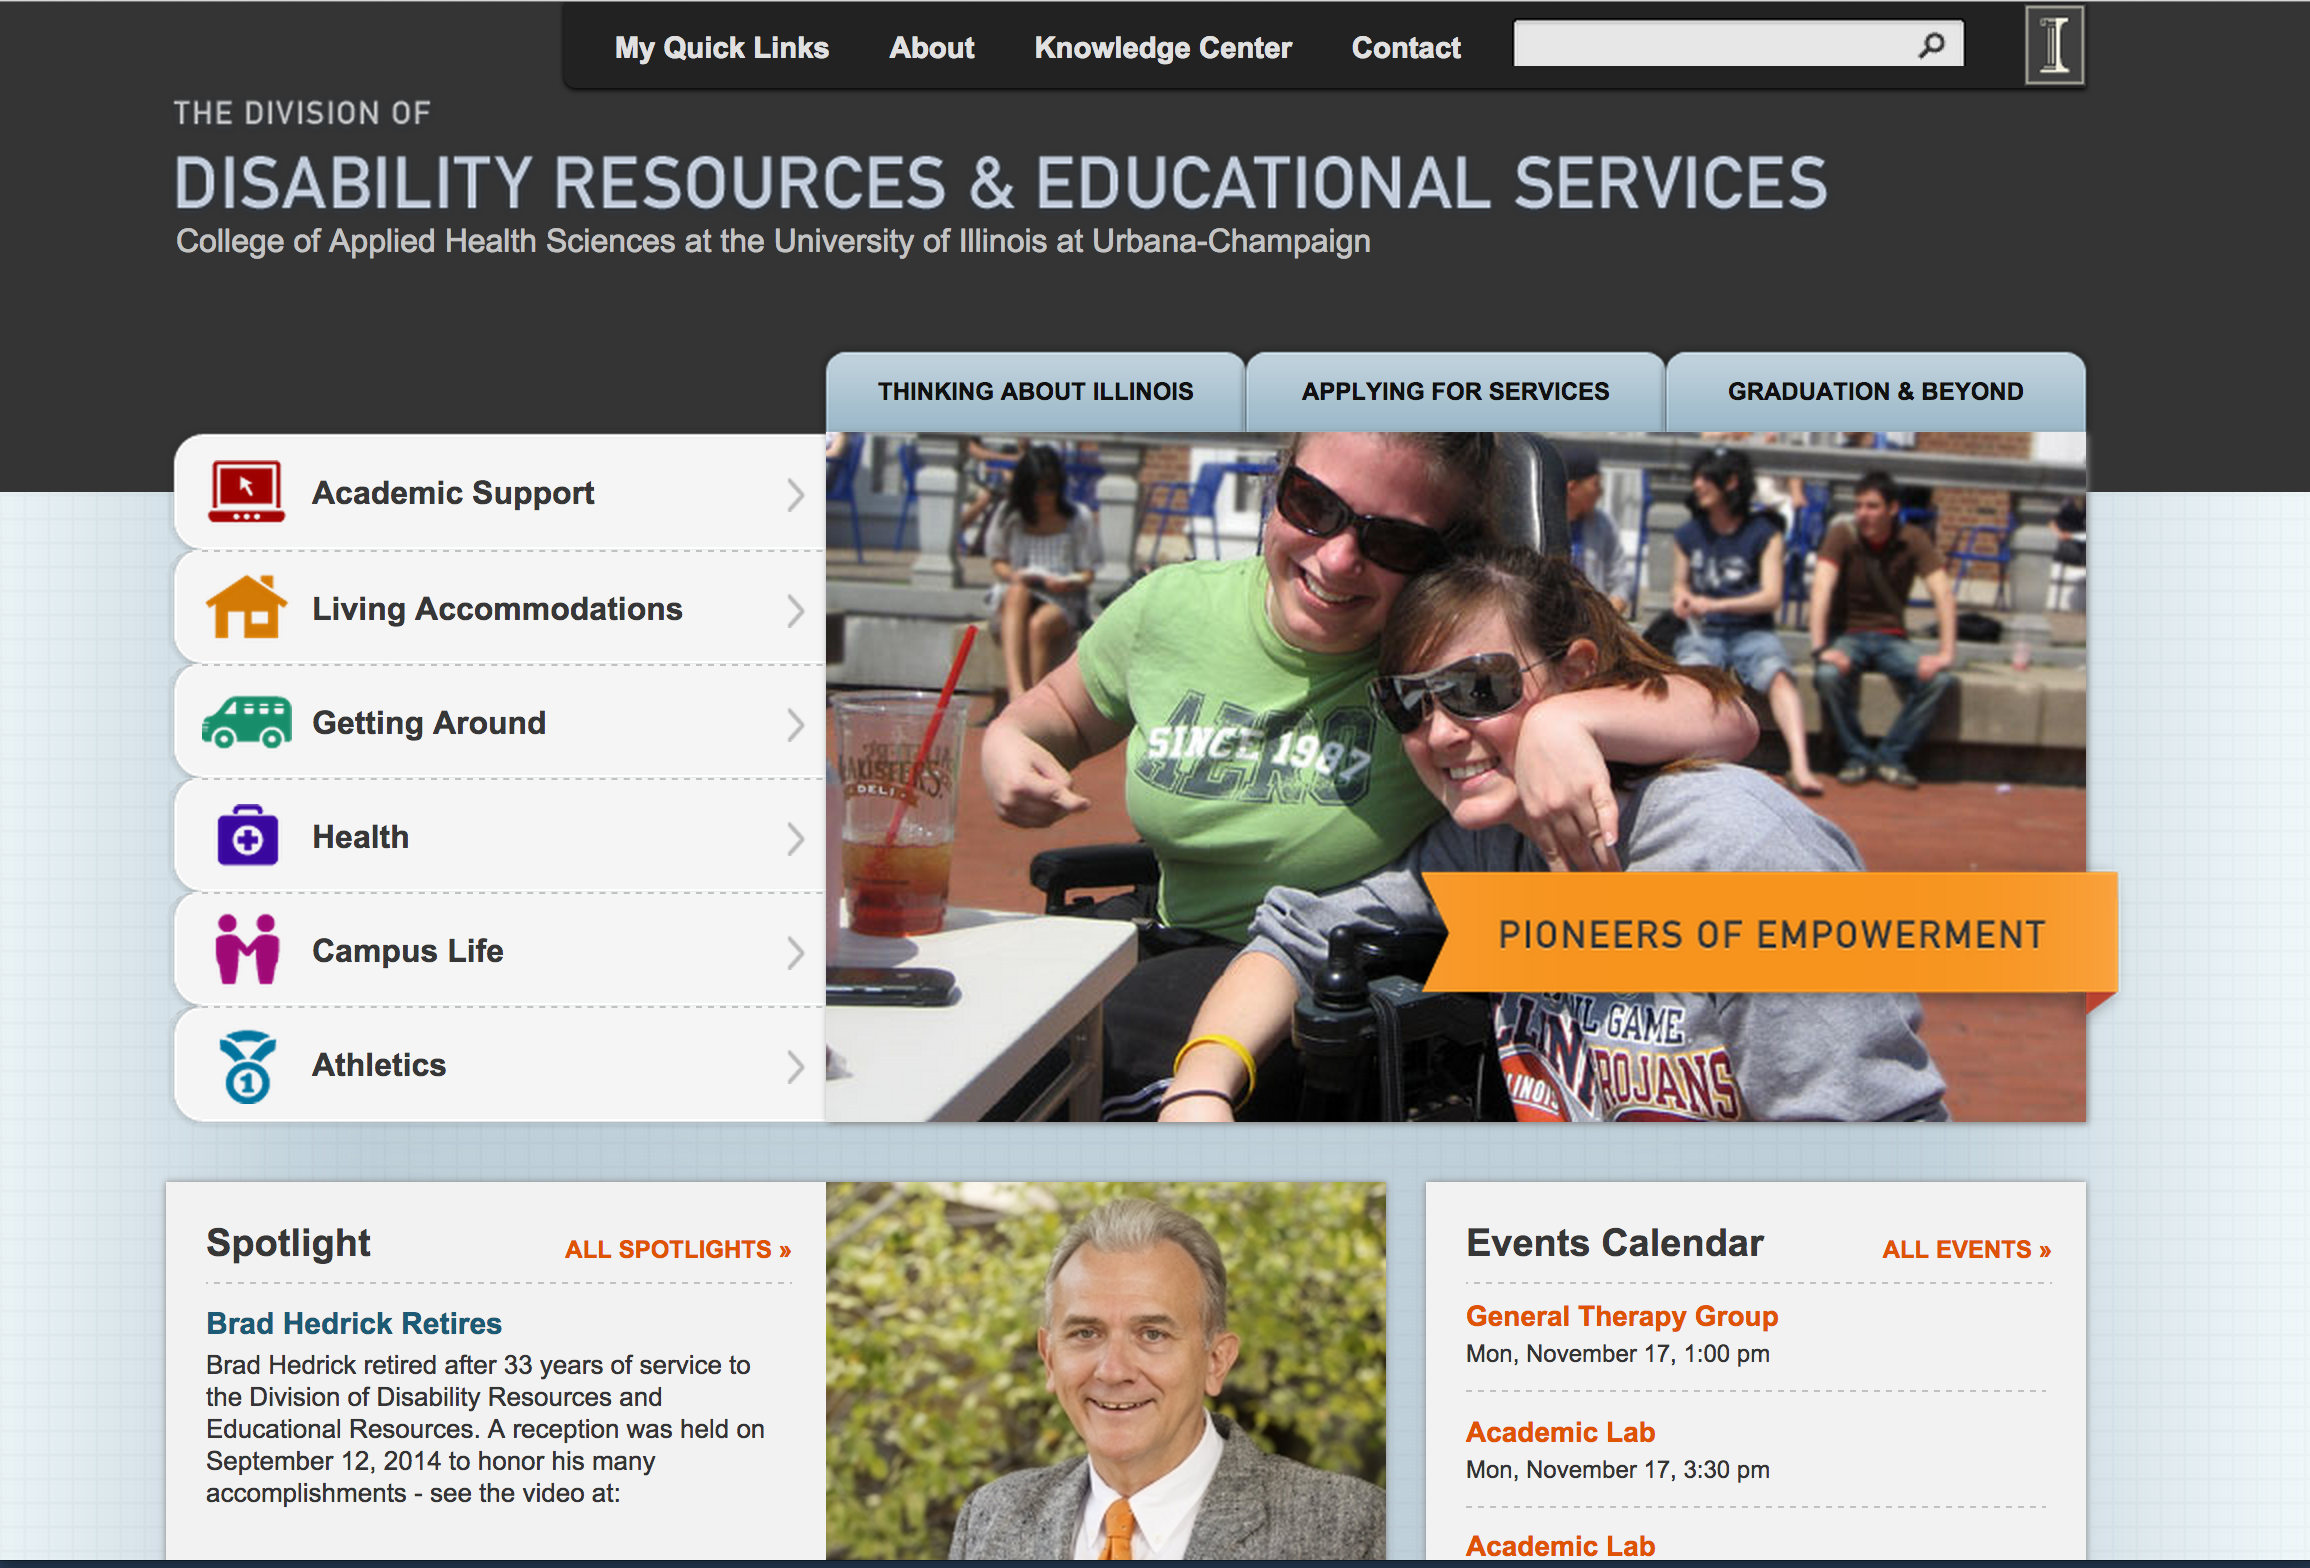 My Quick Links
About
Knowledge Center
Contact
I
THE DIVISION OF
DISABILITY RESOURCES & EDUCATIONAL SERVICES
College of Applied Health Sciences at the University of Illinois at Urbana-Champaign
THINKING ABOUT ILLINOIS
APPLYING FOR SERVICES
GRADUATION & BEYOND
Academic Support
Living Accommodations
Getting Around
Health
Campus Life
1
Athletics
AERO
SINCE 1987
DELI
PIONEERS OF EMPOWERMENT
GAME
ILLINOIS
TROJANS
Spotlight
ALL SPOTLIGHTS »
Brad Hedrick Retires
Brad Hedrick retired after 33 years of service to
the Division of Disability Resources and
Educational Resources. A reception was held on
September 12, 2014 to honor his many
accomplishments - see the video at:
Events Calendar
ALL EVENTS »
General Therapy Group
Mon, November 17, 1:00 pm
Academic Lab
Mon, November 17, 3:30 pm
Academic Lab